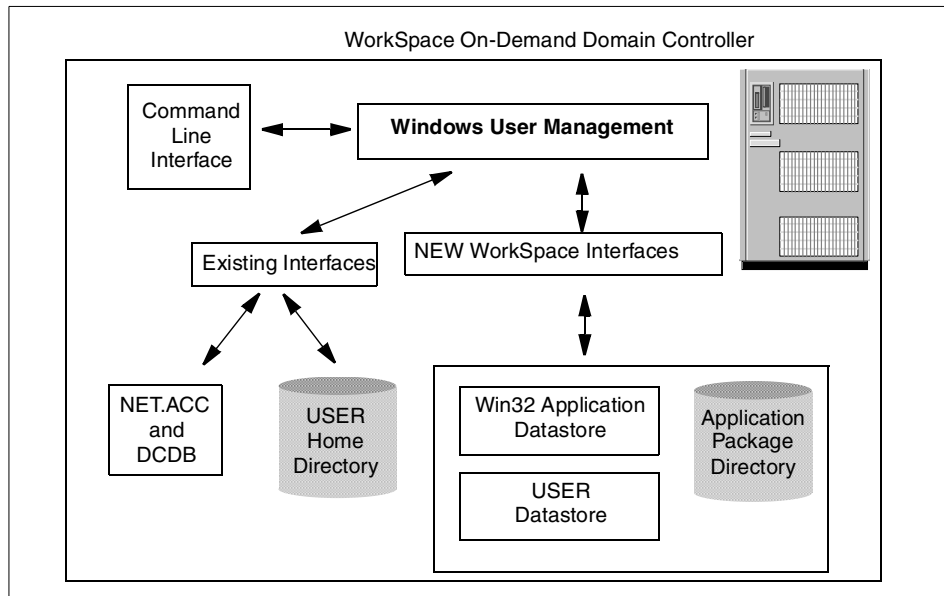 WorkSpace On-Demand Domain Controller
Command
Line
Interface
Windows User Management
Existing Interfaces
NEW WorkSpace Interfaces
NET.ACC
and
DCDB
USER
Home
Directory
Win32 Application
Datastore
USER
Datastore
Application
Package
Directory